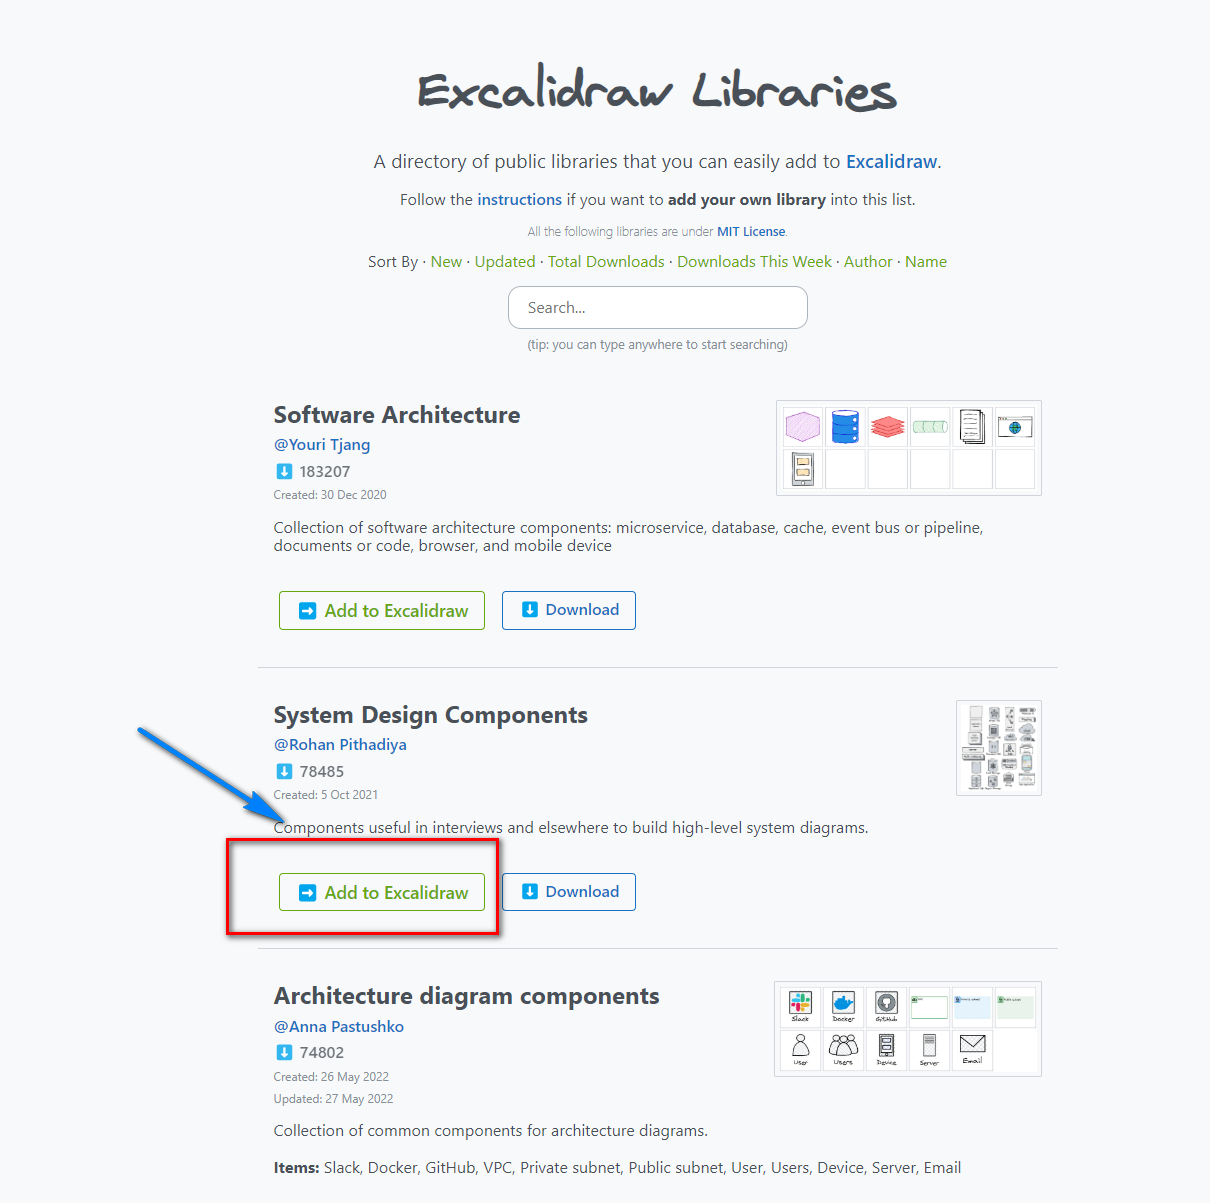 Excalidraw Libraries
A directory of public libraries that you can easily add to Excalidraw.
Follow the instructions if you want to add your own library into this list.
All the following libraries are under MIT License.
Sort By · New · Updated · Total Downloads · Downloads This Week · Author · Name
Search...
(tip: you can type anywhere to start searching)
Software Architecture
@Youri Tjang
183207
Created: 30 Dec 2020
Collection of software architecture components: microservice, database, cache, event bus or pipeline,
documents or code, browser, and mobile device
Add to Excalidraw Download
System Design Components
@Rohan Pithadiya
78485
Created: 5 Oct 2021
Components useful in interviews and elsewhere to build high-level system diagrams.
Add to Excalidraw Download
Architecture diagram components
@Anna Pastushko
74802
Created: 26 May 2022
Updated: 27 May 2022
Slack Docker GitHub
User Users Device Server Email
Collection of common components for architecture diagrams.
Items: Slack, Docker, GitHub, VPC, Private subnet, Public subnet, User, Users, Device, Server, Email